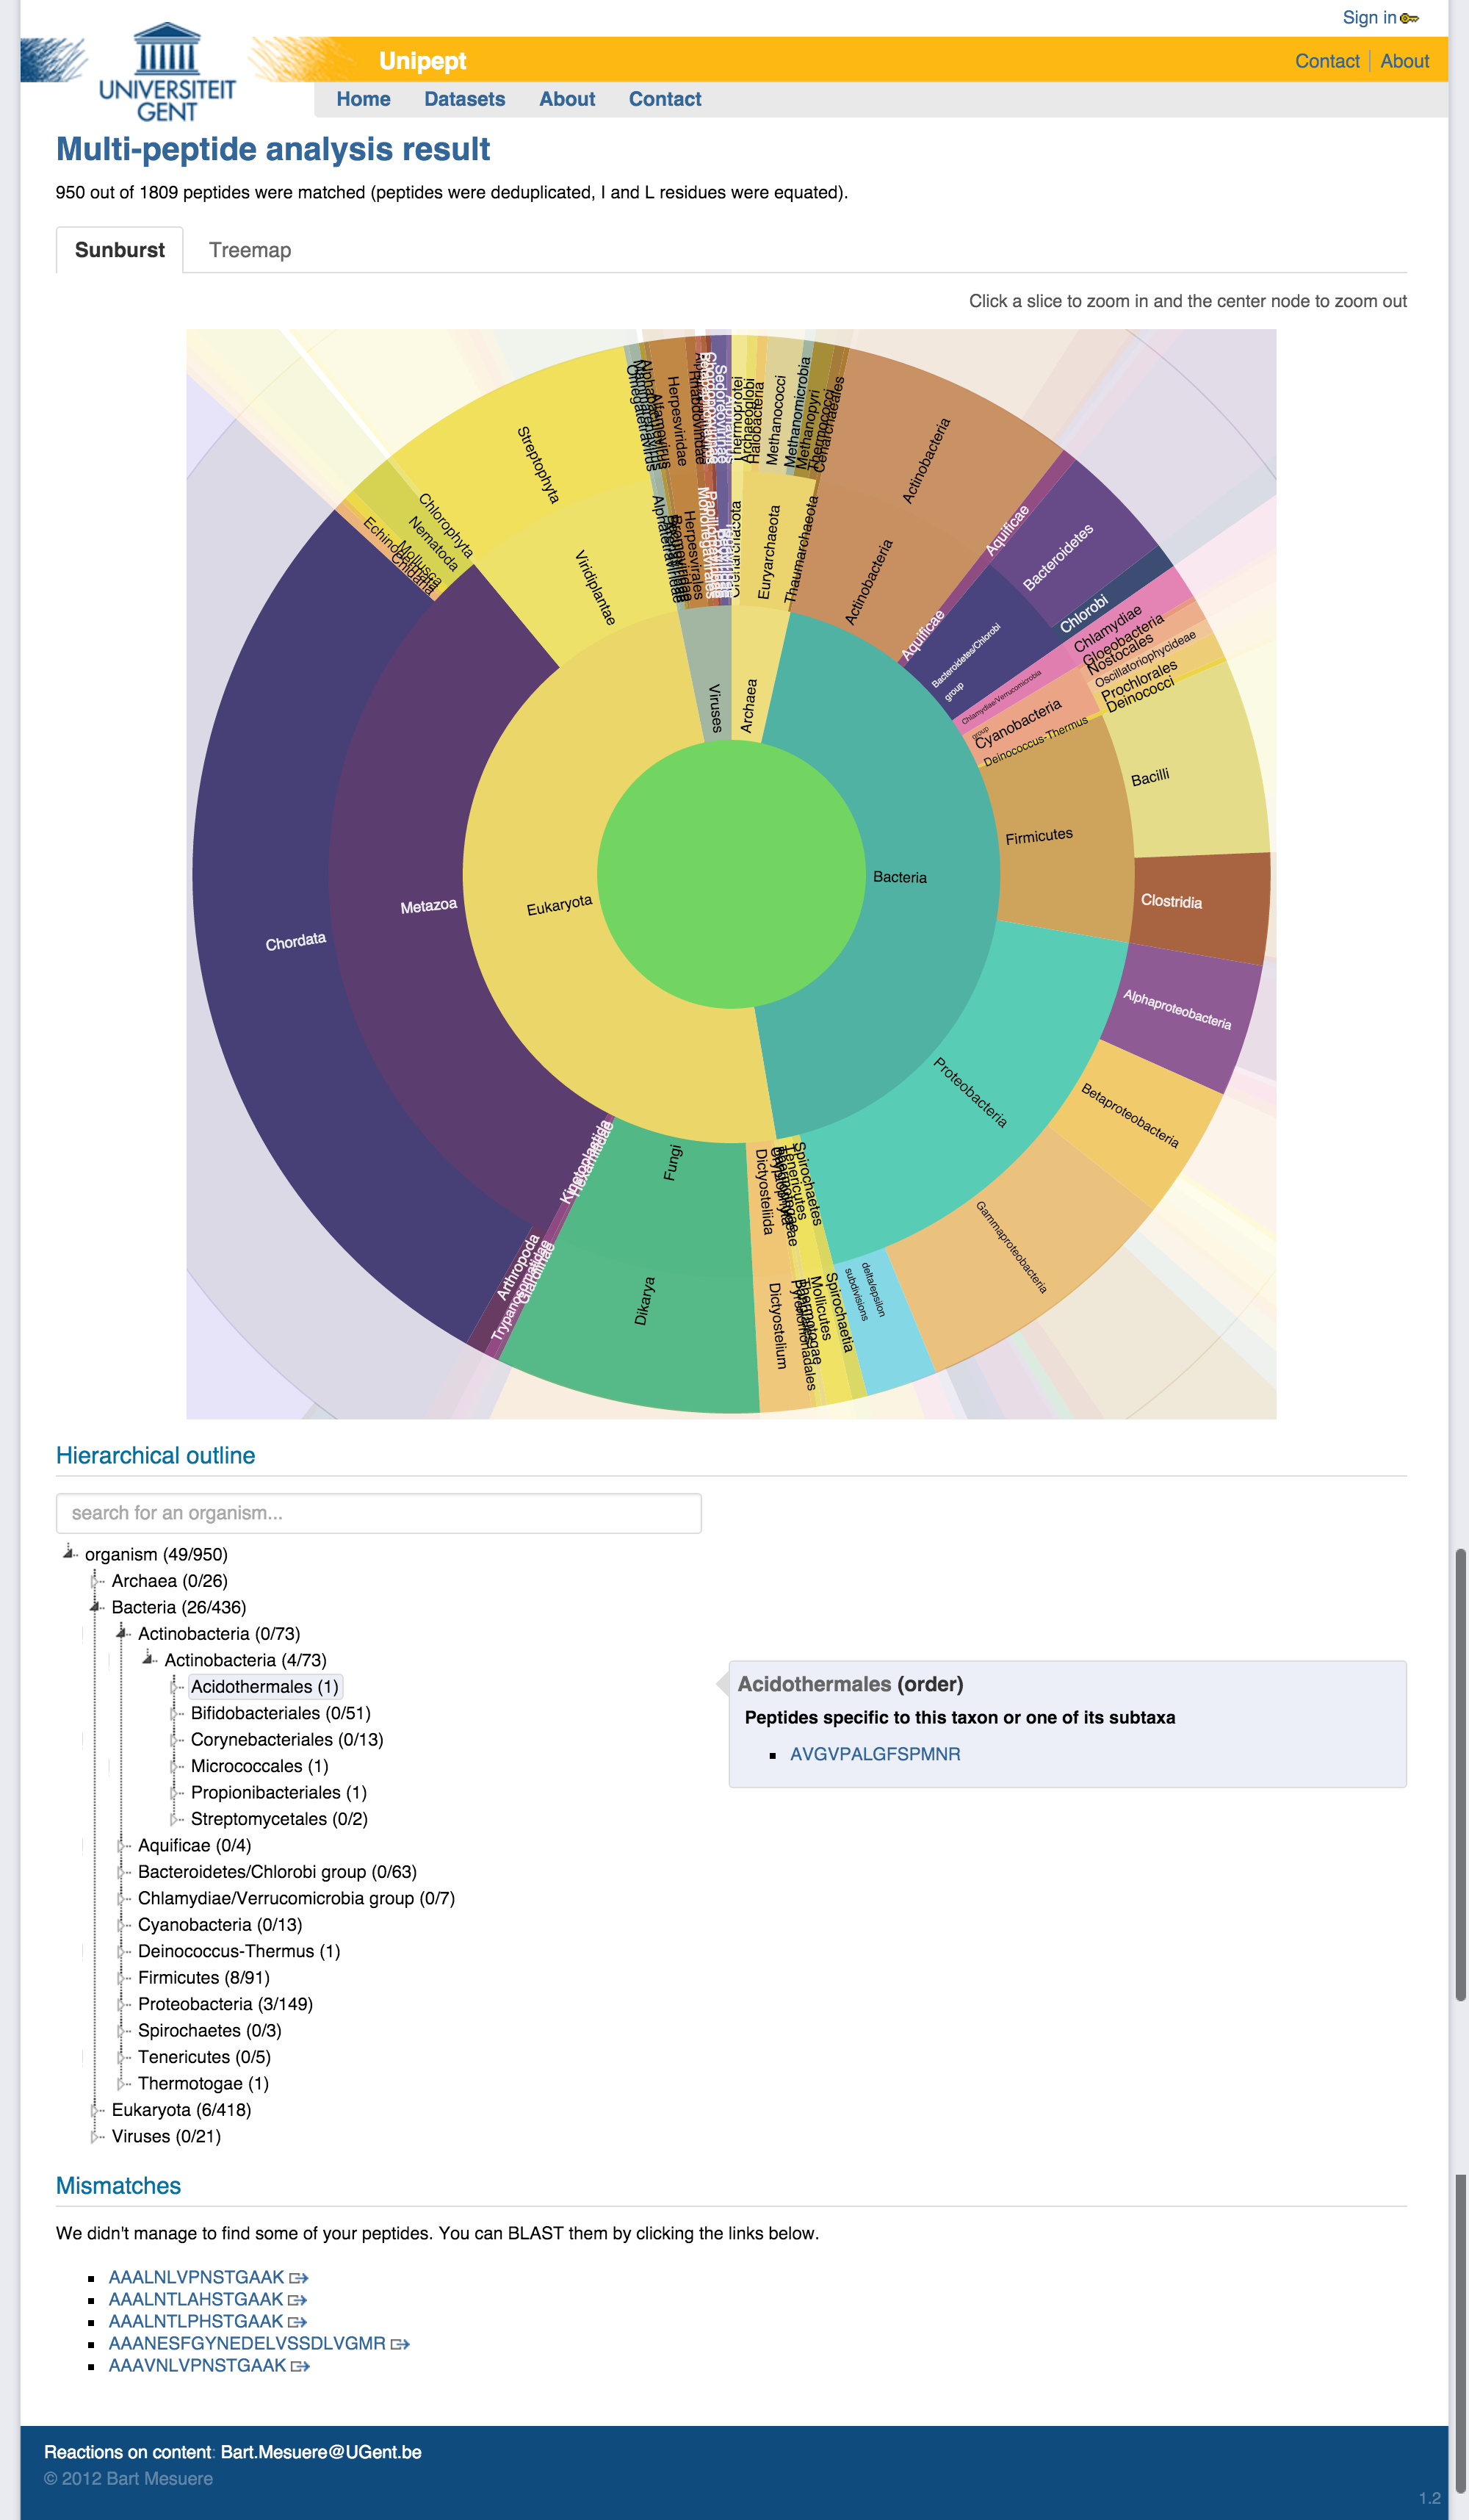 Sign in
UNIVERSITEIT
GENT
Unipept
Contact
About
Home
Datasets
About
Contact
Multi-peptide analysis result
950 out of 1809 peptides were matched (peptides were deduplicated, I and L residues were equated).
Sunburst
Treemap
Click a slice to zoom in and the center node to zoom out
Archaea
Bacteria
Eukaryota
Viruses
Crenarchaeota
Euryarchaeota
Thaumarchaeota
Actinobacteria
Aquificae
Bacteroidetes/Chlorobi
group
Chlamydiae/Verrucomicrobia
group
Cyanobacteria
Deinococcus-Thermus
Firmicutes
Proteobacteria
Spirochaetes
Tenericutes
Dictyosteliida
Fungi
Kinetoplastida
Hexamitidae
Metazoa
Viridiplantae
Herpesvirales
Thermoprotei
Archaeoglobi
Halobacteria
Methanococci
Methanomicrobia
Methanopyri
Thermococci
Cenarchaeales
Actinobacteria
Aquificae
Bacteroidetes
Chlorobi
Chlamydiae
Gloeobacteria
Nostocales
Oscillatoriophycideae
Prochlorales
Deinococci
Bacilli
Clostridia
Alphaproteobacteria
Betaproteobacteria
Gammaproteobacteria
delta/epsilon
subdivisions
Spirochaetia
Mollicutes
Thermotogae
Dictyostelium
Dikarya
Giardiinae
Trypanosomatidae
Arthropoda
Chordata
Cnidaria
Mollusca
Nematoda
Chlorophyta
Streptophyta
Herpesviridae
Hierarchical outline
search for an organism...
organism (49/950)
Archaea (0/26)
Bacteria (26/436)
Actinobacteria (0/73)
Actinobacteria (4/73)
Acidothermales (1)
Bifidobacteriales (0/51)
Corynebacteriales (0/13)
Micrococcales (1)
Propionibacteriales (1)
Streptomycetales (0/2)
Aquificae (0/4)
Bacteroidetes/Chlorobi group (0/63)
Chlamydiae/Verrucomicrobia group (0/7)
Cyanobacteria (0/13)
Deinococcus-Thermus (1)
Firmicutes (8/91)
Proteobacteria (3/149)
Spirochaetes (0/3)
Tenericutes (0/5)
Thermotogae (1)
Eukaryota (6/418)
Viruses (0/21)
Acidothermales (order)
Peptides specific to this taxon or one of its subtaxa
AVGVPALGFSPMNR
Mismatches
We didn't manage to find some of your peptides. You can BLAST them by clicking the links below.
AAALNLVPNSTGAAK
AAALNTLAHSTGAAK
AAALNTLPHSTGAAK
AAANESFGYNEDELVSSDLVGMR
AAAVNLVPNSTGAAK
Reactions on content: Bart.Mesuere@UGent.be
© 2012 Bart Mesuere
1.2